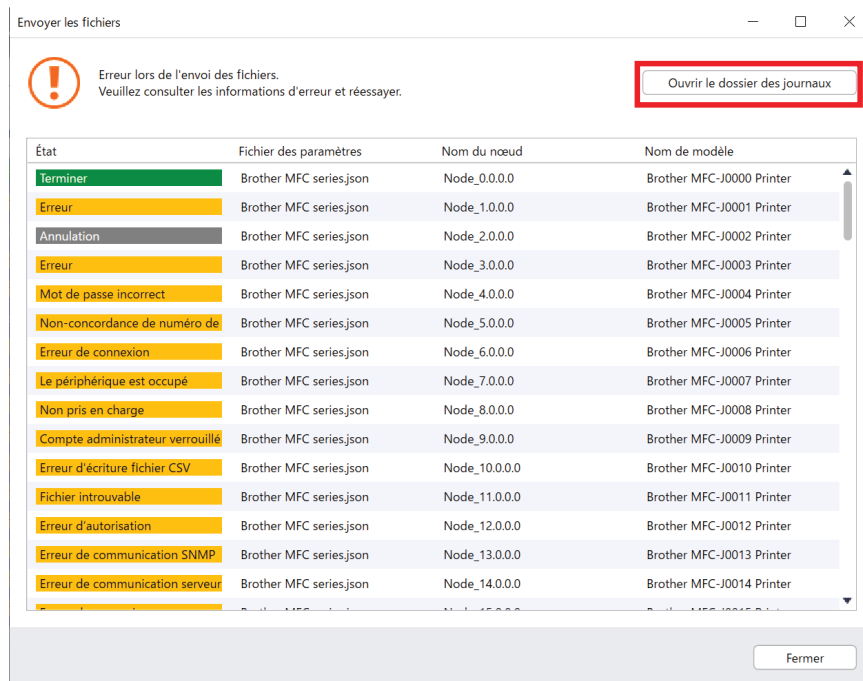 Envoyer les fichiers
Erreur lors de l'envoi des fichiers.
Veuillez consulter les informations d'erreur et réessayer.
Ouvrir le dossier des journaux
État Fichier des paramètres Nom du nœud Nom de modèle
Terminer Brother MFC series.json Node_0.0.0.0 Brother MFC-J0000 Printer
Erreur Brother MFC series.json Node_1.0.0.0 Brother MFC-J0001 Printer
Annulation Brother MFC series.json Node_2.0.0.0 Brother MFC-J0002 Printer
Erreur Brother MFC series.json Node_3.0.0.0 Brother MFC-J0003 Printer
Mot de passe incorrect Brother MFC series.json Node_4.0.0.0 Brother MFC-J0004 Printer
Non-concordance de numéro de Brother MFC series.json Node_5.0.0.0 Brother MFC-J0005 Printer
Erreur de connexion Brother MFC series.json Node_6.0.0.0 Brother MFC-J0006 Printer
Le périphérique est occupé Brother MFC series.json Node_7.0.0.0 Brother MFC-J0007 Printer
Non pris en charge Brother MFC series.json Node_8.0.0.0 Brother MFC-J0008 Printer
Compte administrateur verrouillé Brother MFC series.json Node_9.0.0.0 Brother MFC-J0009 Printer
Erreur d'écriture fichier CSV Brother MFC series.json Node_10.0.0.0 Brother MFC-J0010 Printer
Fichier introuvable Brother MFC series.json Node_11.0.0.0 Brother MFC-J0011 Printer
Erreur d'autorisation Brother MFC series.json Node_12.0.0.0 Brother MFC-J0012 Printer
Erreur de communication SNMP Brother MFC series.json Node_13.0.0.0 Brother MFC-J0013 Printer
Erreur de communication serveur Brother MFC series.json Node_14.0.0.0 Brother MFC-J0014 Printer
Fermer